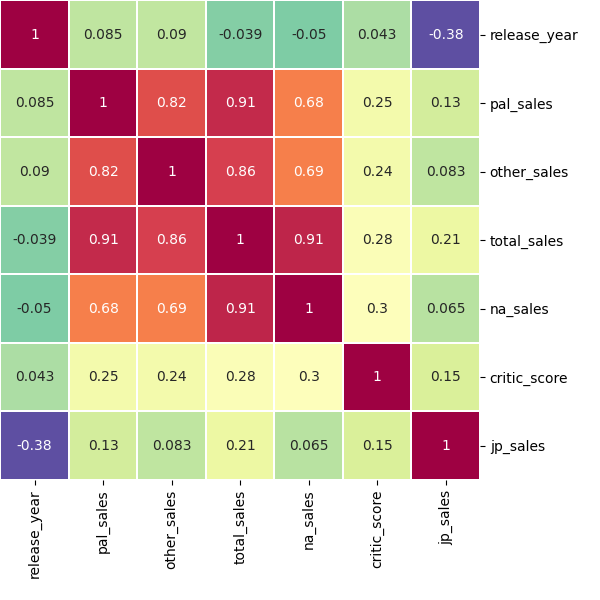 1 0.085 0.09 -0.039 -0.05 0.043 -0.38 release_year
0.085 1 0.82 0.91 0.68 0.25 0.13 pal_sales
0.09 0.82 1 0.86 0.69 0.24 0.083 other_sales
-0.039 0.91 0.86 1 0.91 0.28 0.21 total_sales
-0.05 0.68 0.69 0.91 1 0.3 0.065 na_sales
0.043 0.25 0.24 0.28 0.3 1 0.15 critic_score
-0.38 0.13 0.083 0.21 0.065 0.15 1 jp_sales
release_year pal_sales other_sales total_sales na_sales critic_score jp_sales